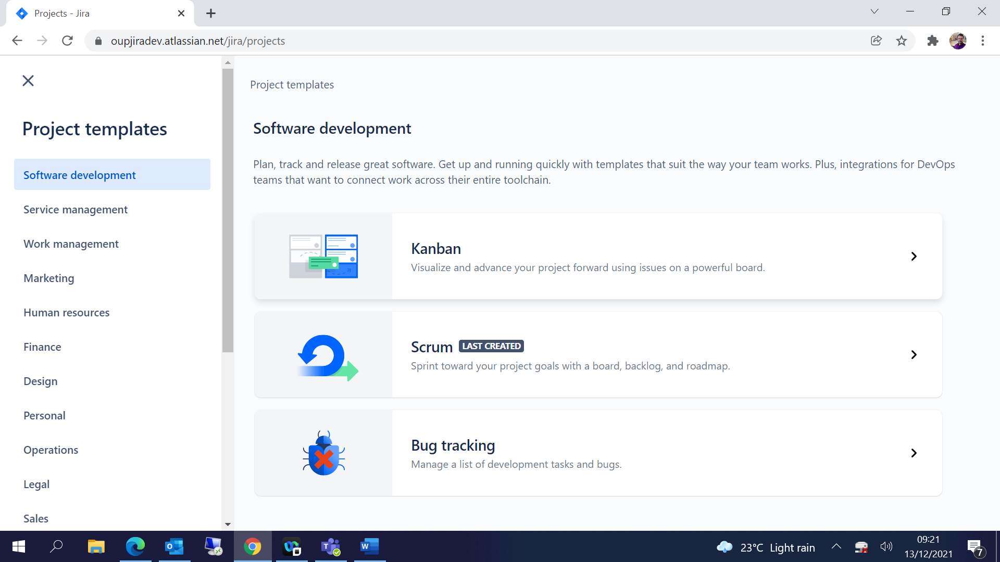 Projects - Jira
oupjiradev.atlassian.net/jira/projects
Project templates
Software development
Service management
Work management
Marketing
Human resources
Finance
Design
Personal
Operations
Legal
Sales
Project templates
Software development
Plan, track and release great software. Get up and running quickly with templates that suit the way your team works. Plus, integrations for DevOps
teams that want to connect work across their entire toolchain.
Kanban
Visualize and advance your project forward using issues on a powerful board.
Scrum LAST CREATED
Sprint toward your project goals with a board, backlog, and roadmap.
Bug tracking
Manage a list of development tasks and bugs.
23°C Light rain
09:21
13/12/2021
7